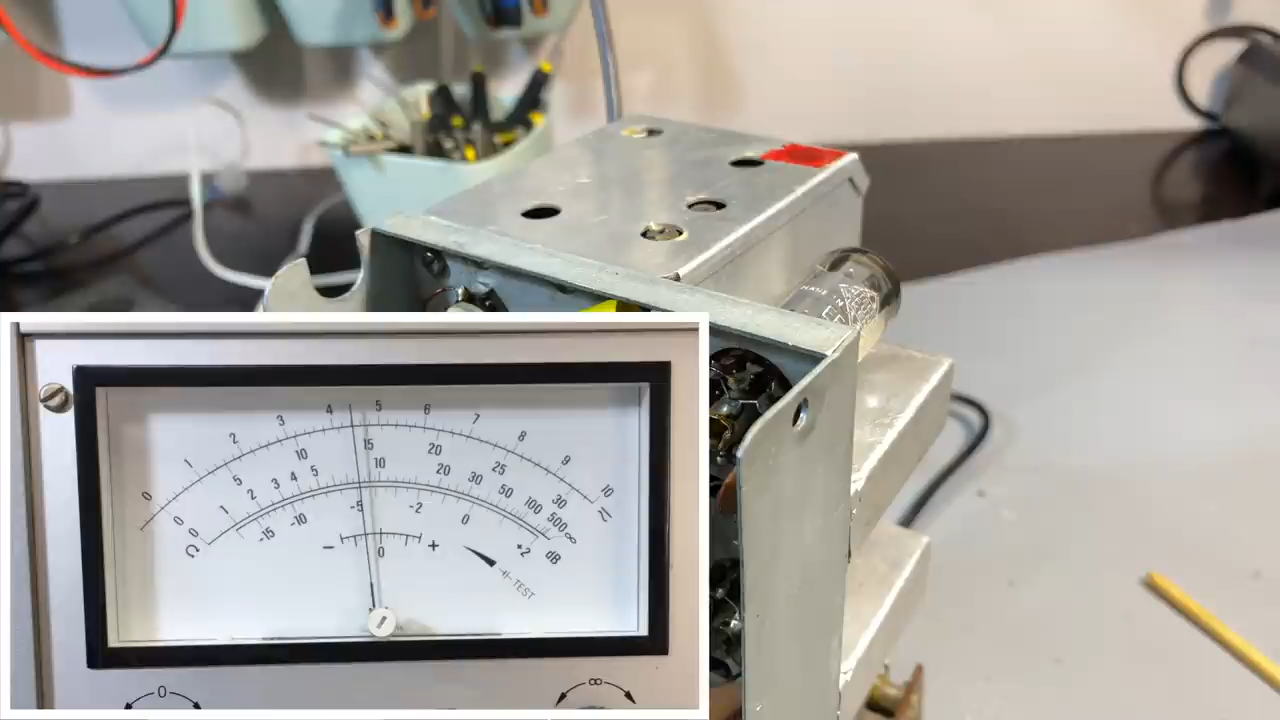 0 1 2 3 4 5 6 7 8 9 10
0 5 10 15 20 25 30
0 1 2 3 4 5 10 20 30 50 100 500 ∞
Ω -15 -10 -5 -2 0 +2 dB
− 0 +
TEST
0 ∞